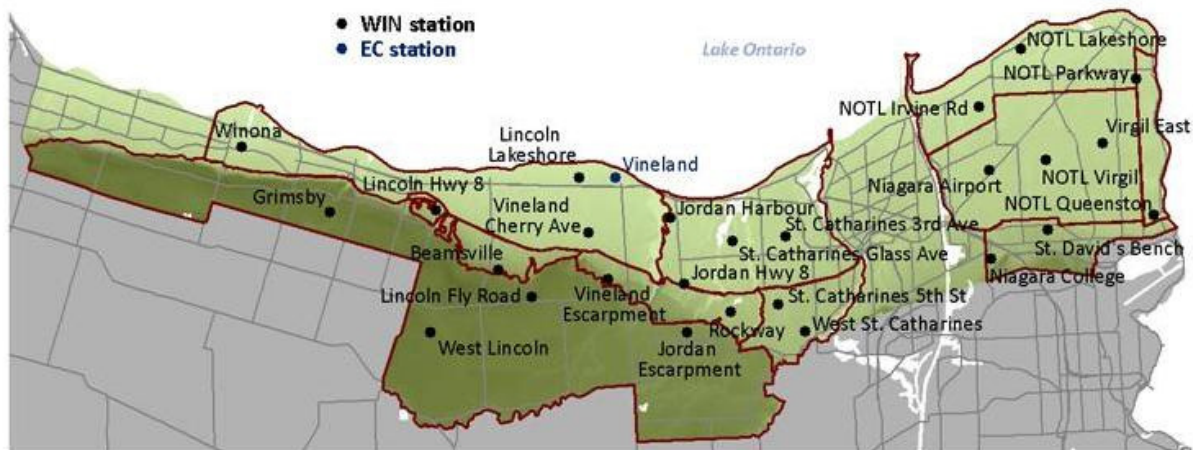 WIN station
EC station
Lake Ontario
NOTL Lakeshore
NOTL Parkway
NOTL Irvine Rd
Virgil East
Winona
Lincoln
Lakeshore
Vineland
Niagara Airport
NOTL Virgil
Grimsby
Lincoln Hwy 8
Vineland
Cherry Ave
Jordan Harbour
NOTL Queenston
St. Catharines 3rd Ave
St. Catharines Glass Ave
St. David's Bench
Beamsville
Jordan Hwy 8
Niagara College
Lincoln Fly Road
Vineland
Escarpment
St. Catharines 5th St
Rockway
West St. Catharines
West Lincoln
Jordan
Escarpment